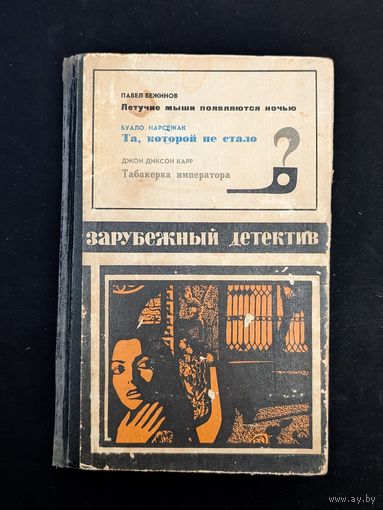 ПАВЕЛ ВЕЖИНОВ
Летучие мыши появляются ночью
БУАЛО. НАРСЕЖАК
Та, которой не стало
ДЖОН ДИКСОН КАРР
Табакерка императора
?
ЗАРУБЕЖНЫЙ ДЕТЕКТИВ
www.ay.by